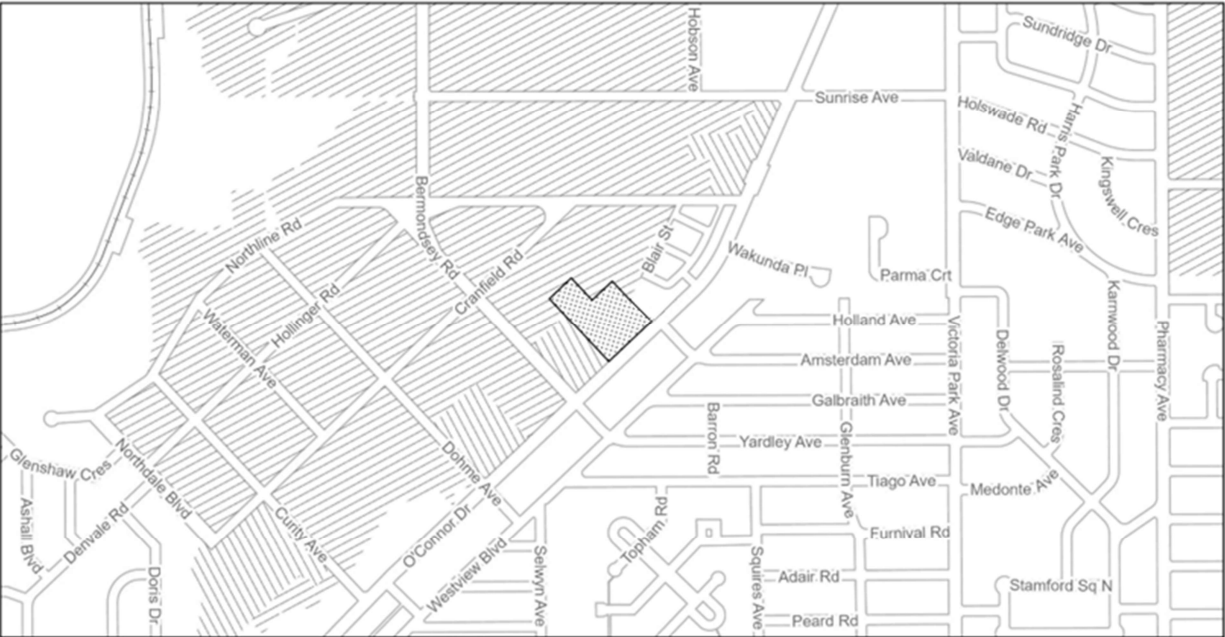 Hobson Ave
Sundridge Dr
Sunrise Ave
Holswade Rd
Harris Park Dr
Valdane Dr
Kingswell Cres
Bermondsey Rd
Edge Park Ave
Northline Rd
Blair St
Wakunda Pl
Cranfield Rd
Parma Crt
Hollinger Rd
Karnwood Dr
Waterman Ave
Holland Ave
Victoria Park Ave
Delwood Dr
Pharmacy Ave
Amsterdam Ave
Rosalind Cres
Galbraith Ave
Barron Rd
Glenburn Ave
Yardley Ave
Glenshaw Cres
Northdale Blvd
Dohme Ave
Tiago Ave
Medonte Ave
Ashall Blvd
Denvale Rd
Curity Ave
O'Connor Dr
Topham Rd
Furnival Rd
Westview Blvd
Selwyn Ave
Squires Ave
Doris Dr
Adair Rd
Stamford Sq N
Peard Rd